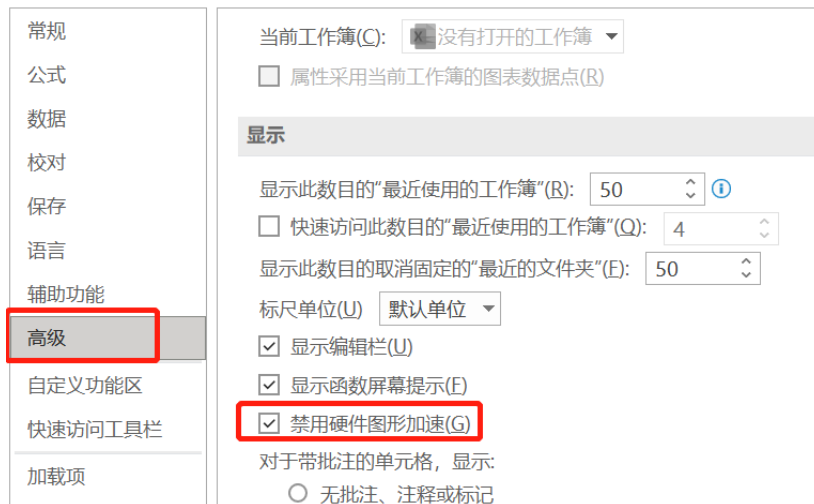 常规
公式
数据
校对
保存
语言
辅助功能
高级
自定义功能区
快速访问工具栏
加载项
当前工作簿(C): 没有打开的工作簿
属性采用当前工作簿的图表数据点(R)
显示
显示此数目的“最近使用的工作簿”(R): 50
快速访问此数目的“最近使用的工作簿”(Q): 4
显示此数目的取消固定的“最近的文件夹”(F): 50
标尺单位(U) 默认单位
显示编辑栏(U)
显示函数屏幕提示(F)
禁用硬件图形加速(G)
对于带批注的单元格，显示:
无批注、注释或标记